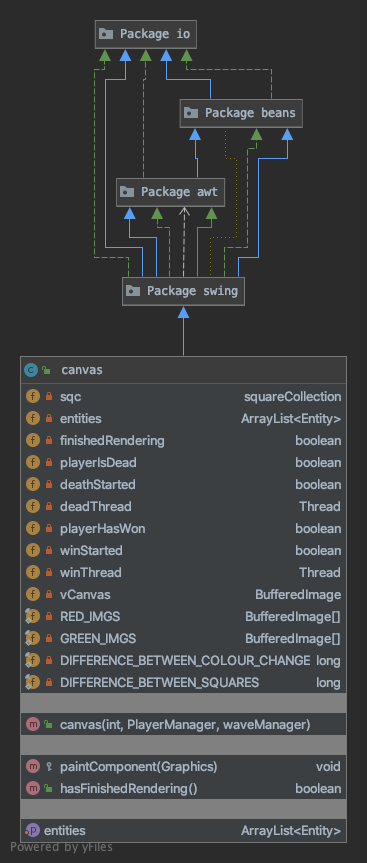 Package io
Package beans
Package awt
Package swing
canvas
sqc squareCollection
entities ArrayList<Entity>
finishedRendering boolean
playerIsDead boolean
deathStarted boolean
deadThread Thread
playerHasWon boolean
winStarted boolean
winThread Thread
vCanvas BufferedImage
RED_IMGS BufferedImage[]
GREEN_IMGS BufferedImage[]
DIFFERENCE_BETWEEN_COLOUR_CHANGE long
DIFFERENCE_BETWEEN_SQUARES long
canvas(int, PlayerManager, waveManager)
paintComponent(Graphics) void
hasFinishedRendering() boolean
entities ArrayList<Entity>
Powered by yFiles